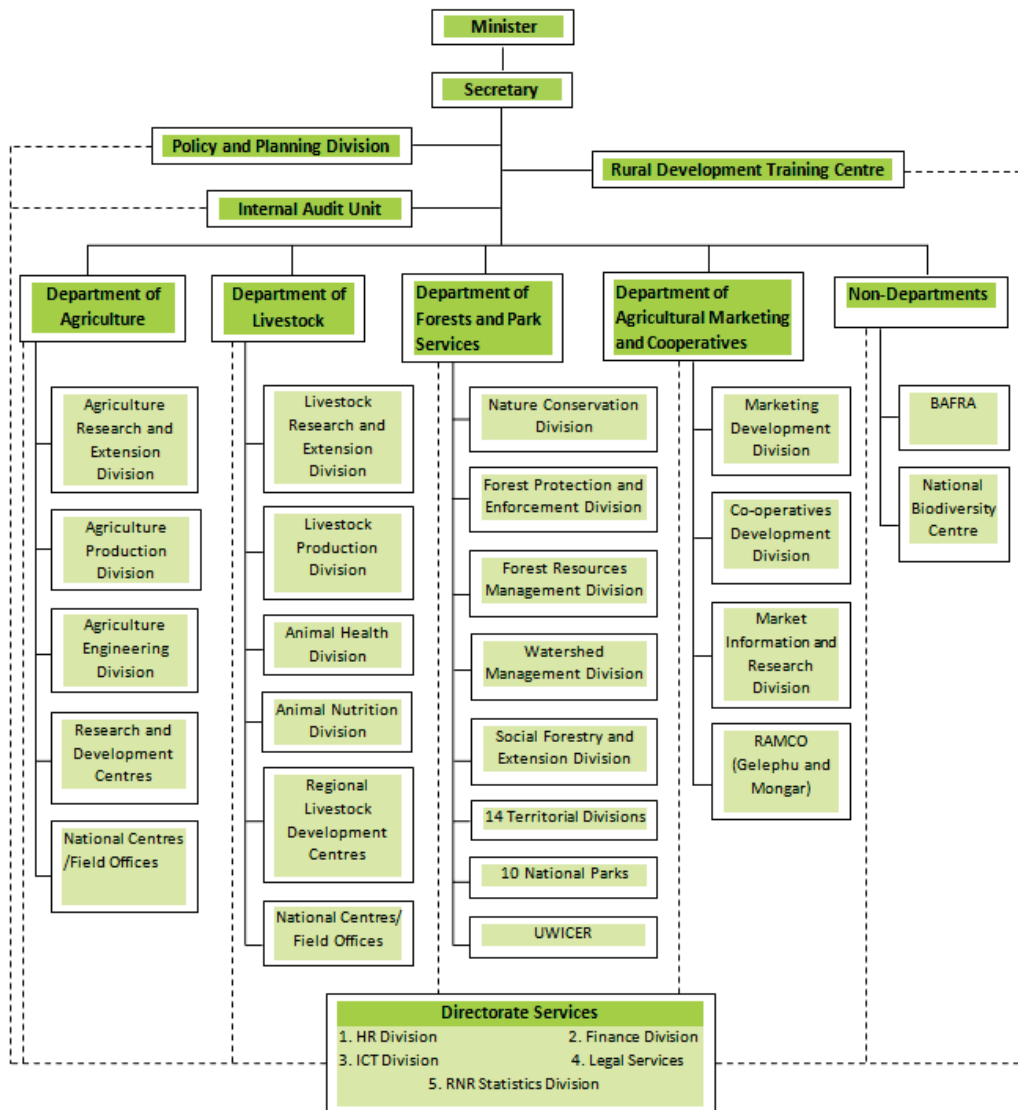 Minister
Secretary
Policy and Planning Division
Rural Development Training Centre
Internal Audit Unit
Department of
Agriculture
Agriculture
Research and
Extension
Division
Agriculture
Production
Division
Agriculture
Engineering
Division
Research and
Development
Centres
National Centres
/Field Offices
Department of
Livestock
Livestock
Research and
Extension
Division
Livestock
Production
Division
Animal Health
Division
Animal Nutrition
Division
Regional
Livestock
Development
Centres
National Centres/
Field Offices
Department of
Forests and Park
Services
Nature Conservation
Division
Forest Protection and
Enforcement Division
Forest Resources
Management Division
Watershed
Management Division
Social Forestry and
Extension Division
14 Territorial Divisions
10 National Parks
UWICER
Department of
Agricultural Marketing
and Cooperatives
Marketing
Development
Division
Co-operatives
Development
Division
Market
Information and
Research
Division
RAMCO
(Gelephu and
Mongar)
Non-Departments
BAFRA
National
Biodiversity
Centre
Directorate Services
1. HR Division 2. Finance Division
3. ICT Division 4. Legal Services
5. RNR Statistics Division